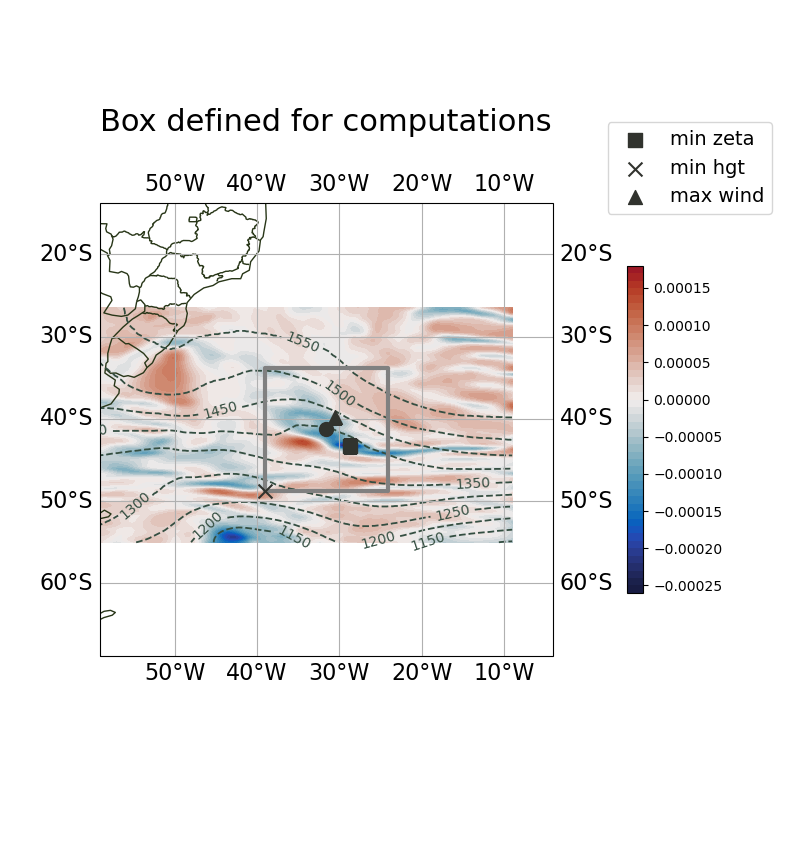 Box defined for computations
min zeta
min hgt
max wind
50°W 40°W 30°W 20°W 10°W
20°S 20°S
30°S 30°S
40°S 40°S
50°S 50°S
60°S 60°S
50°W 40°W 30°W 20°W 10°W
1550
1500
1450
0
1350
1300
1250
1200
1150
1200
1150
0.00015
0.00010
0.00005
0.00000
−0.00005
−0.00010
−0.00015
−0.00020
−0.00025